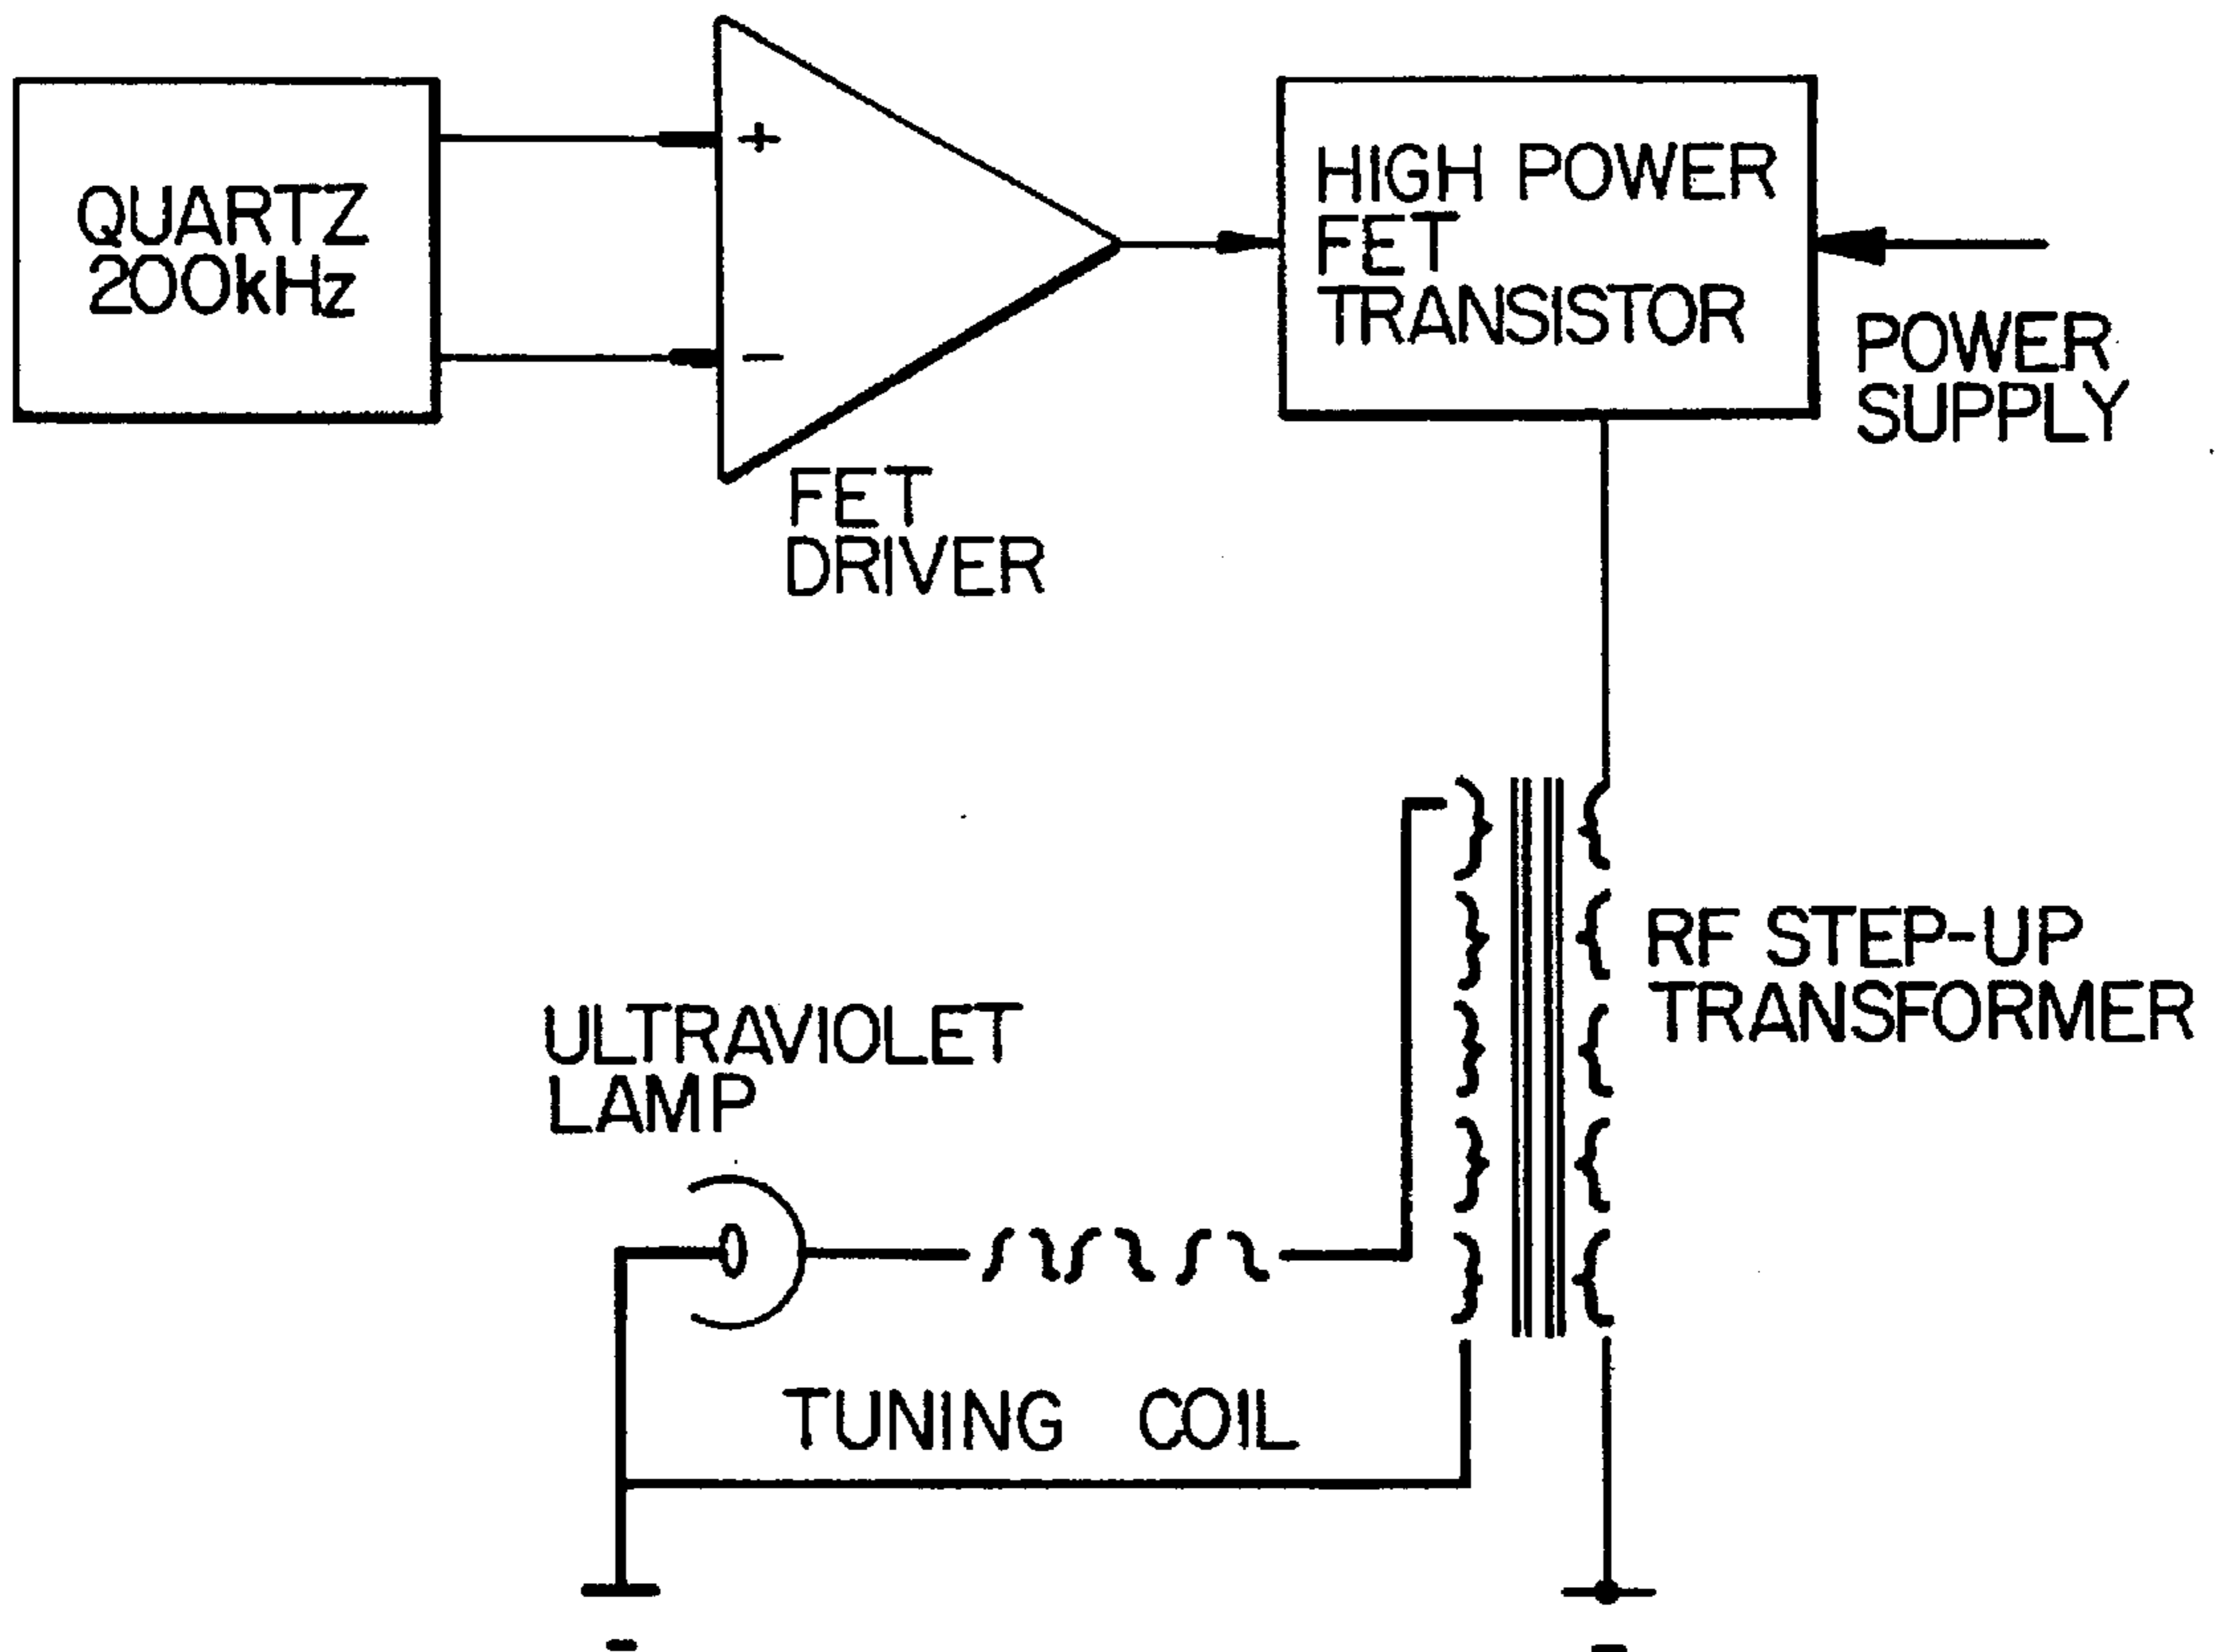 QUARTZ
200kHz
+
-
FET
DRIVER
HIGH POWER
FET
TRANSISTOR
POWER
SUPPLY
RF STEP-UP
TRANSFORMER
ULTRAVIOLET
LAMP
TUNING COIL